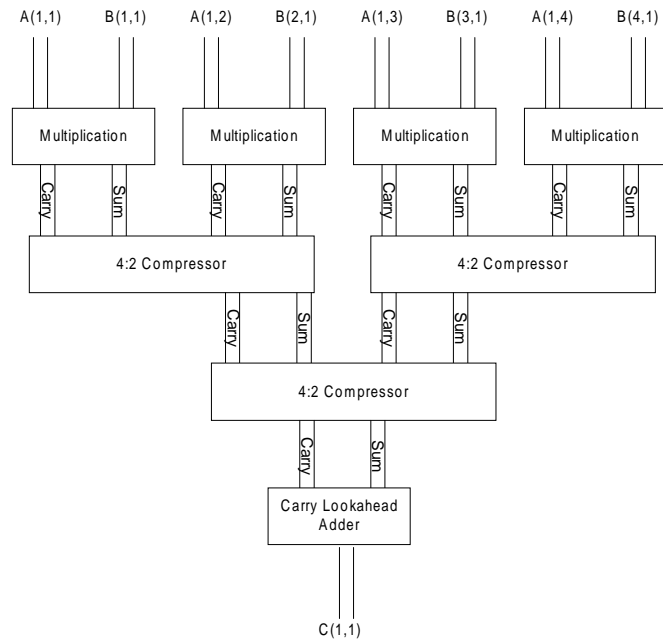 A(1,1) B(1,1) A(1,2) B(2,1) A(1,3) B(3,1) A(1,4) B(4,1)
Multiplication Multiplication Multiplication Multiplication
Carry Sum Carry Sum Carry Sum Carry Sum
4:2 Compressor 4:2 Compressor
Carry Sum Carry Sum
4:2 Compressor
Carry Sum
Carry Lookahead
Adder
C(1,1)